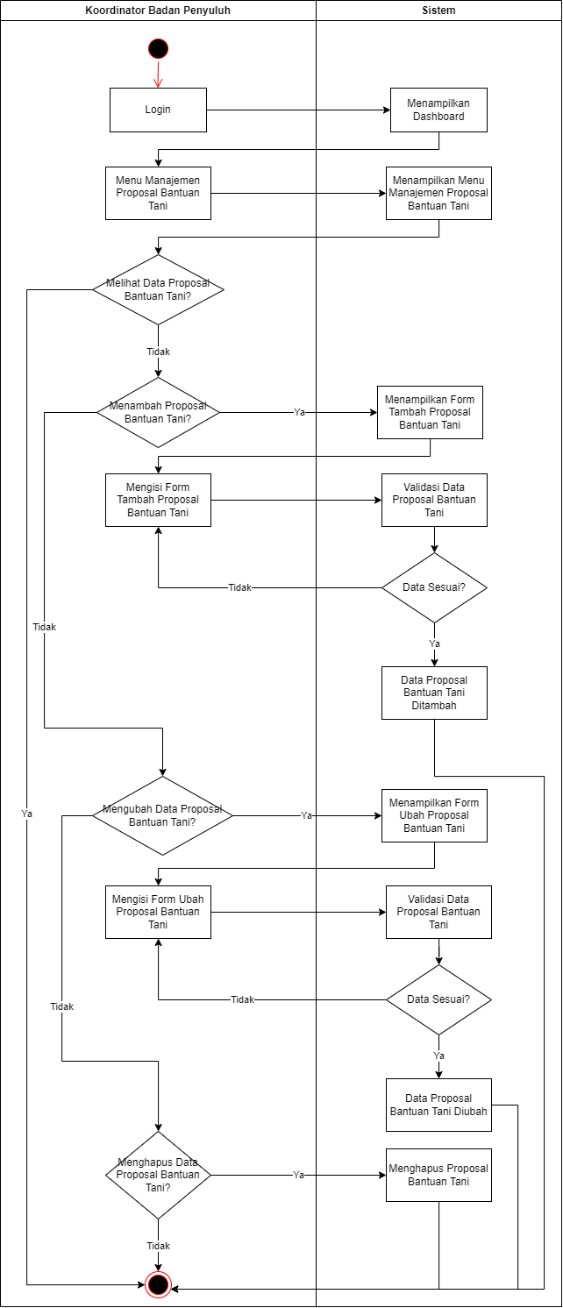 Koordinator Badan Penyuluh
Sistem
Login
Menampilkan
Dashboard
Menu Manajemen
Proposal Bantuan
Tani
Menampilkan Menu
Manajemen Proposal
Bantuan Tani
Melihat Data Proposal
Bantuan Tani?
Tidak
Menambah Proposal
Bantuan Tani?
Ya
Menampilkan Form
Tambah Proposal
Bantuan Tani
Mengisi Form
Tambah Proposal
Bantuan Tani
Validasi Data
Proposal Bantuan
Tani
Tidak
Data Sesuai?
Tidak
Ya
Data Proposal
Bantuan Tani
Ditambah
Ya
Mengubah Data Proposal
Bantuan Tani?
Ya
Menampilkan Form
Ubah Proposal
Bantuan Tani
Mengisi Form Ubah
Proposal Bantuan
Tani
Validasi Data
Proposal Bantuan
Tani
Tidak
Data Sesuai?
Tidak
Ya
Data Proposal
Bantuan Tani Diubah
Menghapus Data
Proposal Bantuan
Tani?
Ya
Menghapus Proposal
Bantuan Tani
Tidak